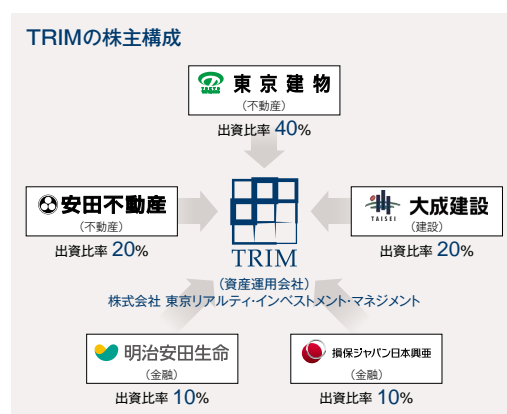 TRIMの株主構成
東京建物
(不動産)
出資比率 40%
安田不動産
(不動産)
出資比率 20%
TAISEI
大成建設
(建設)
出資比率 20%
TRIM
(資産運用会社)
株式会社 東京リアルティ・インベストメント・マネジメント
明治安田生命
(金融)
出資比率 10%
損保ジャパン日本興亜
(金融)
出資比率 10%